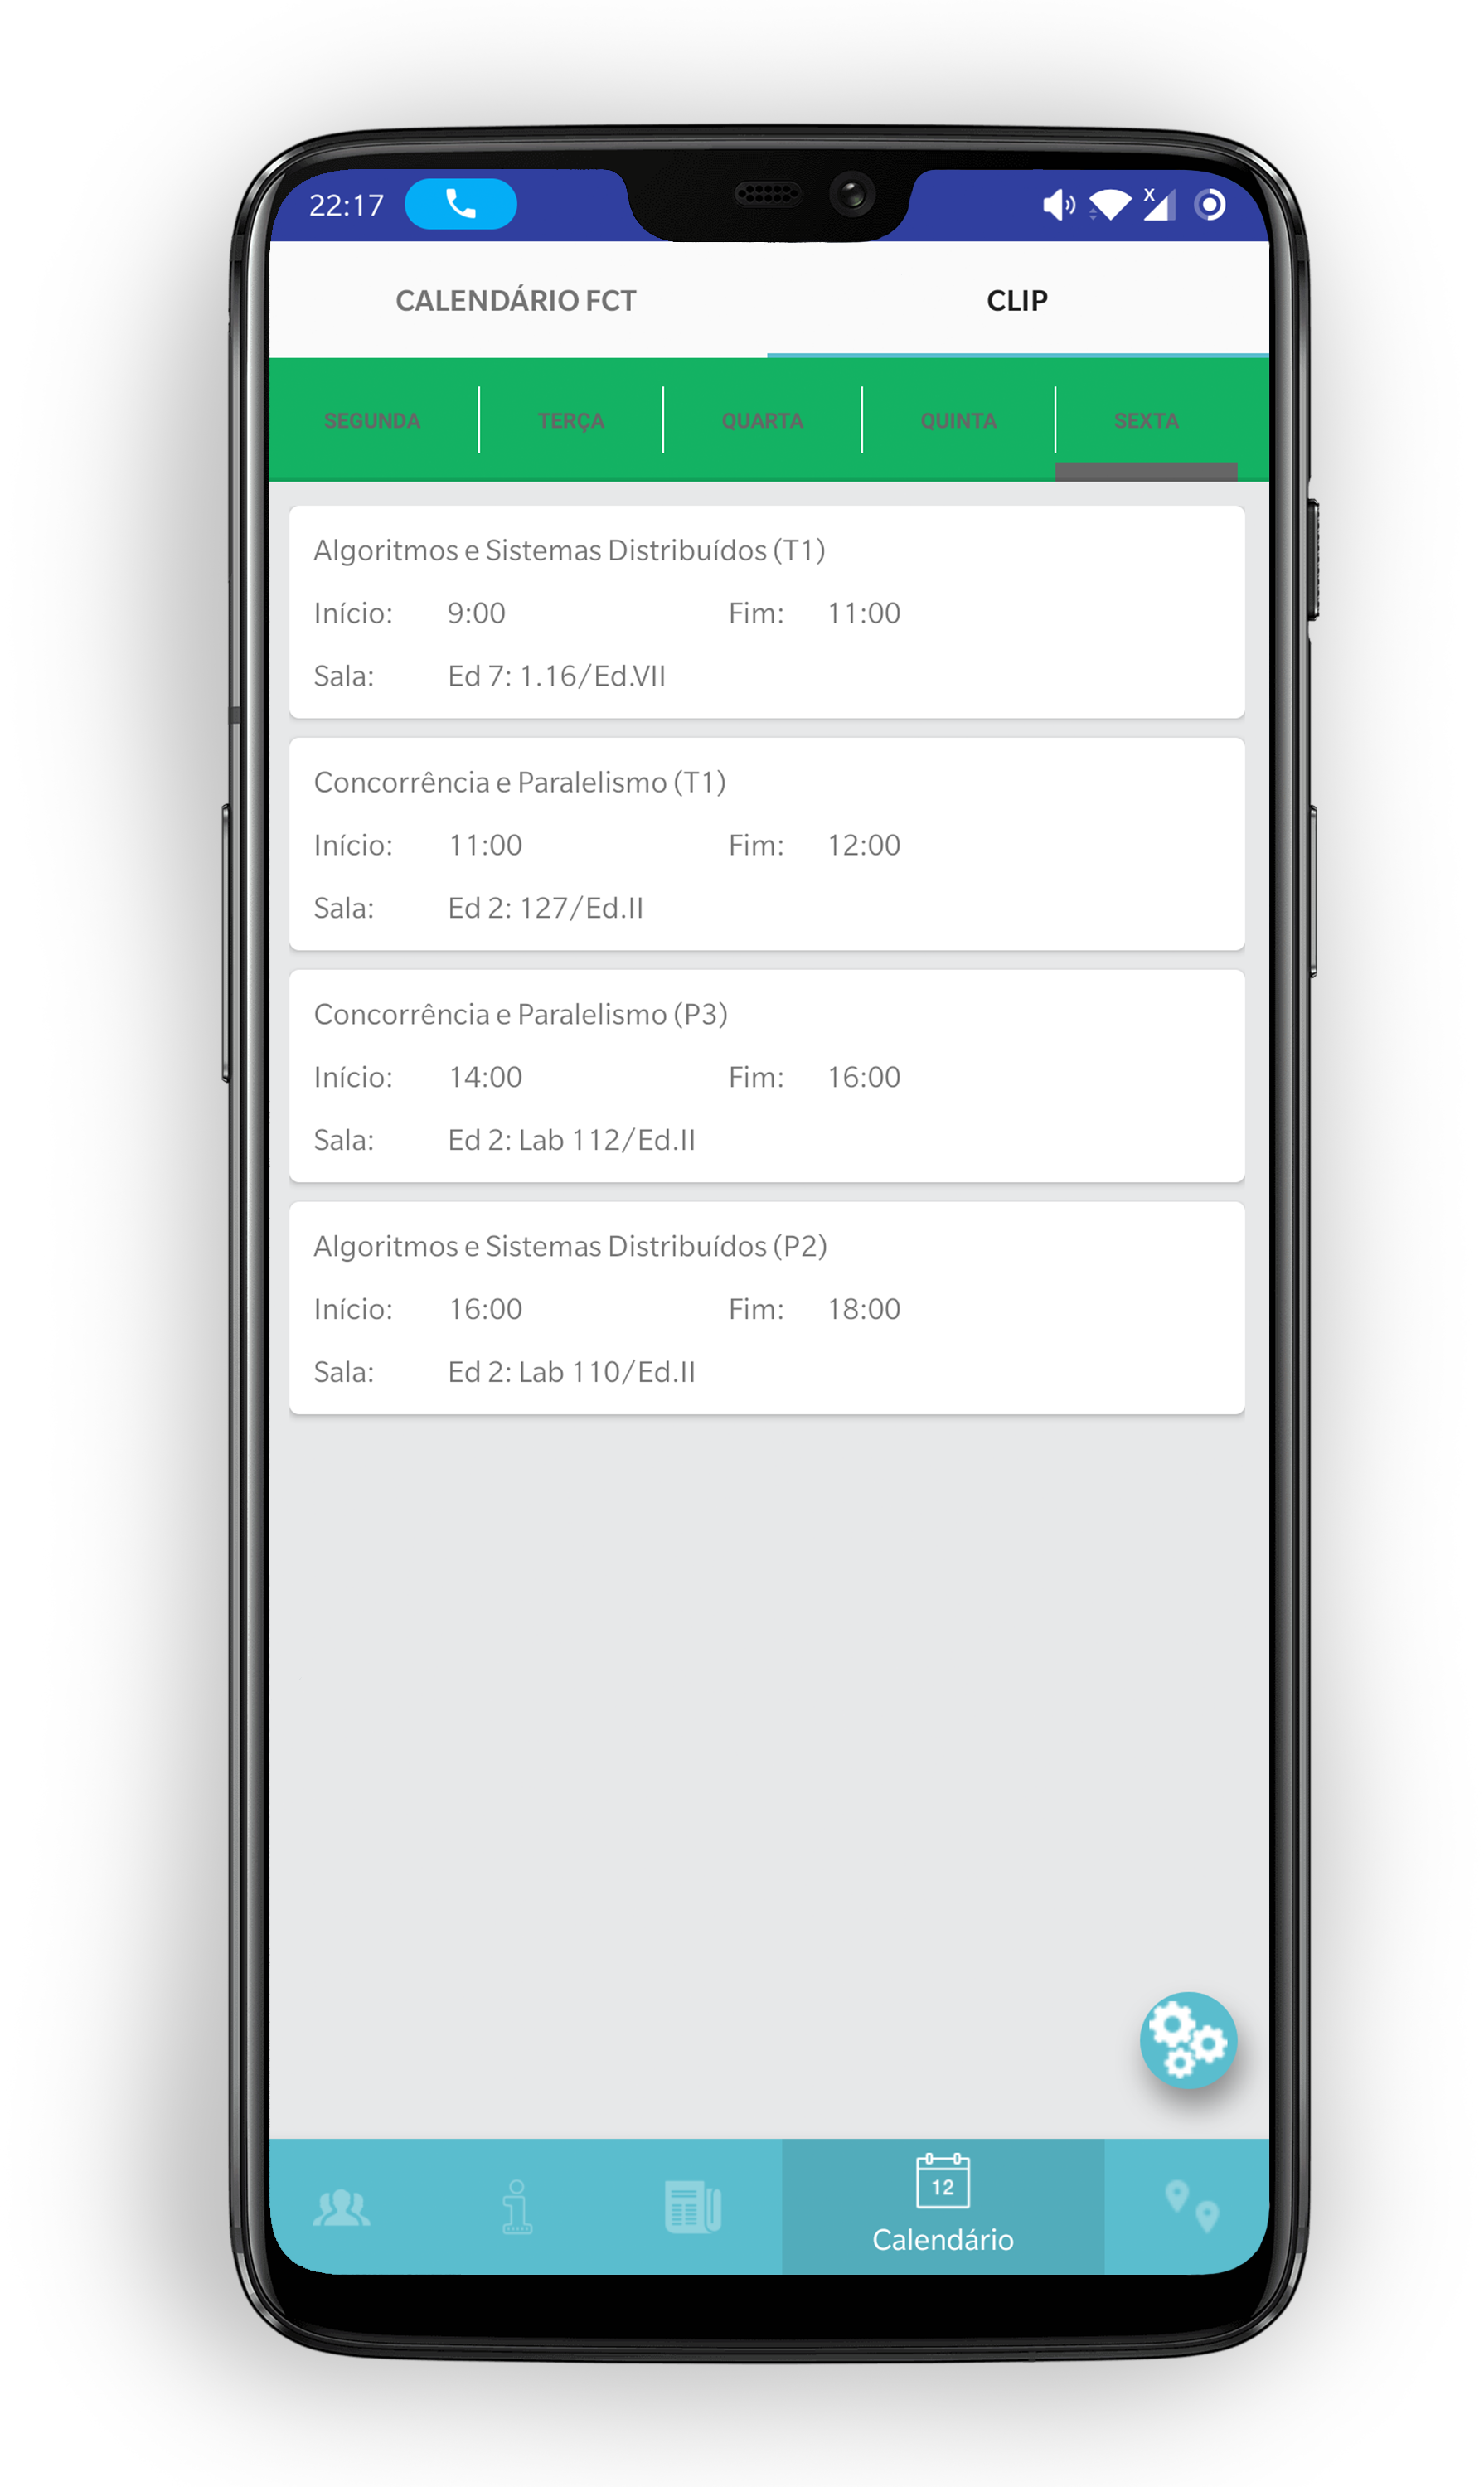 22:17
X
CALENDÁRIO FCT
CLIP
SEGUNDA
TERÇA
QUARTA
QUINTA
SEXTA
Algoritmos e Sistemas Distribuídos (T1)
Início: 9:00 Fim: 11:00
Sala: Ed 7: 1.16/Ed.VII
Concorrência e Paralelismo (T1)
Início: 11:00 Fim: 12:00
Sala: Ed 2: 127/Ed.II
Concorrência e Paralelismo (P3)
Início: 14:00 Fim: 16:00
Sala: Ed 2: Lab 112/Ed.II
Algoritmos e Sistemas Distribuídos (P2)
Início: 16:00 Fim: 18:00
Sala: Ed 2: Lab 110/Ed.II
12
Calendário